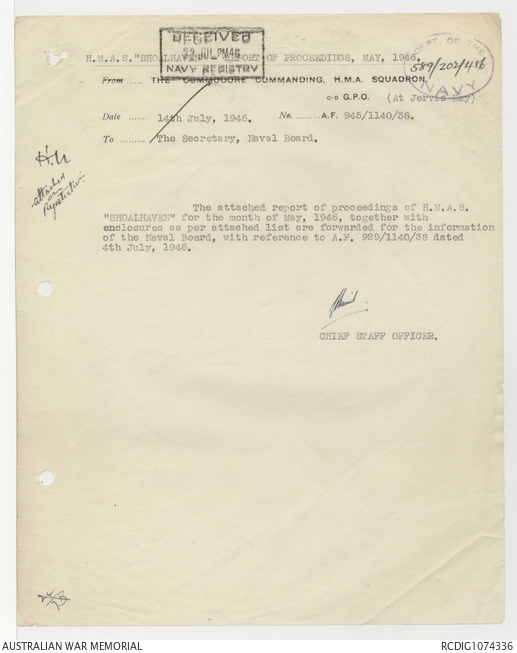 RECEIVED
JUL PM46
NAVY REGISTRY
H.M.A.S. "SHOALHAVEN" REPORT OF PROCEEDINGS, MAY, 1946.
DEPT. OF THE
589/202/416
NAVY
From ..... THE COMMODORE COMMANDING, H.M.A. SQUADRON,
c/o G.P.O. (At Jervis Bay)
Date ..... 14th July, 1946. No. .........A.F. 945/1140/38.
To ......... The Secretary, Naval Board.
attached
The attached report of proceedings of H.M.A.S.
"SHOALHAVEN" for the month of May, 1946, together with
enclosures as per attached list are forwarded for the information
of the Naval Board, with reference to A.F. 929/1140/38 dated
4th July, 1946.
CHIEF STAFF OFFICER.
AUSTRALIAN WAR MEMORIAL
RCDIG1074336